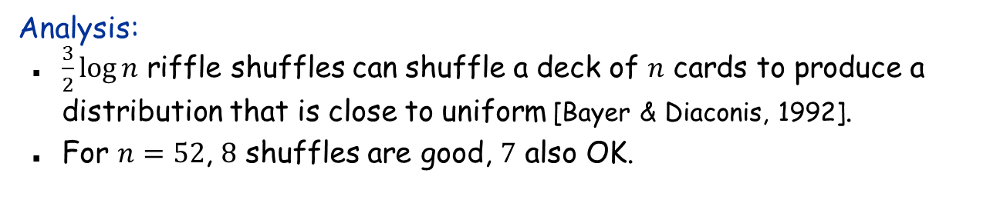 Analysis:
▪ 3/2 log n riffle shuffles can shuffle a deck of n cards to produce a
distribution that is close to uniform [Bayer & Diaconis, 1992].
▪ For n = 52, 8 shuffles are good, 7 also OK.